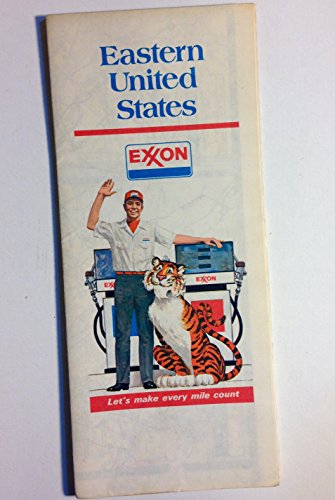 Eastern
United
States
EXXON
EXXON
EXXON
Let's make every mile count